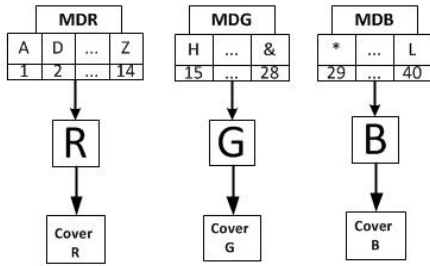 MDR MDG MDB
A D ... Z H ... & * ... L
1 2 ... 14 15 ... 28 29 ... 40
R G B
Cover Cover Cover
R G B